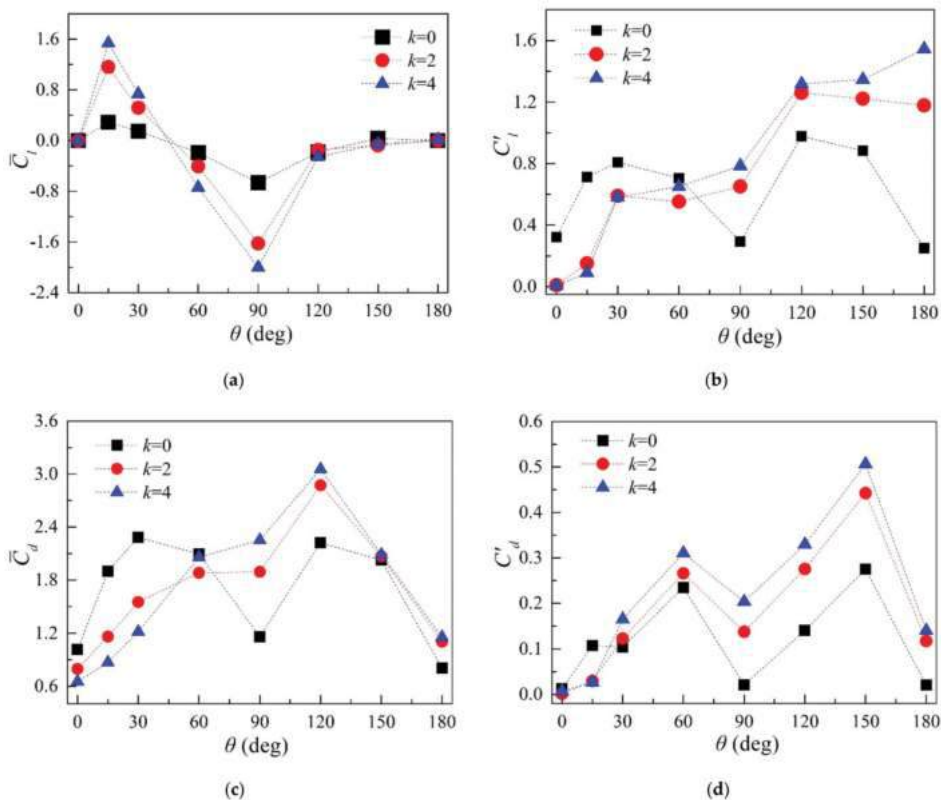 1.6
0.8
0.0
-0.8
-1.6
-2.4
C̅l
k=0
k=2
k=4
0 30 60 90 120 150 180
θ (deg)
(a)
1.6
1.2
0.8
0.4
0.0
C′l
k=0
k=2
k=4
0 30 60 90 120 150 180
θ (deg)
(b)
3.6
3.0
2.4
1.8
1.2
0.6
C̅d
k=0
k=2
k=4
0 30 60 90 120 150 180
θ (deg)
(c)
0.6
0.5
0.4
0.3
0.2
0.1
0.0
C′d
k=0
k=2
k=4
0 30 60 90 120 150 180
θ (deg)
(d)